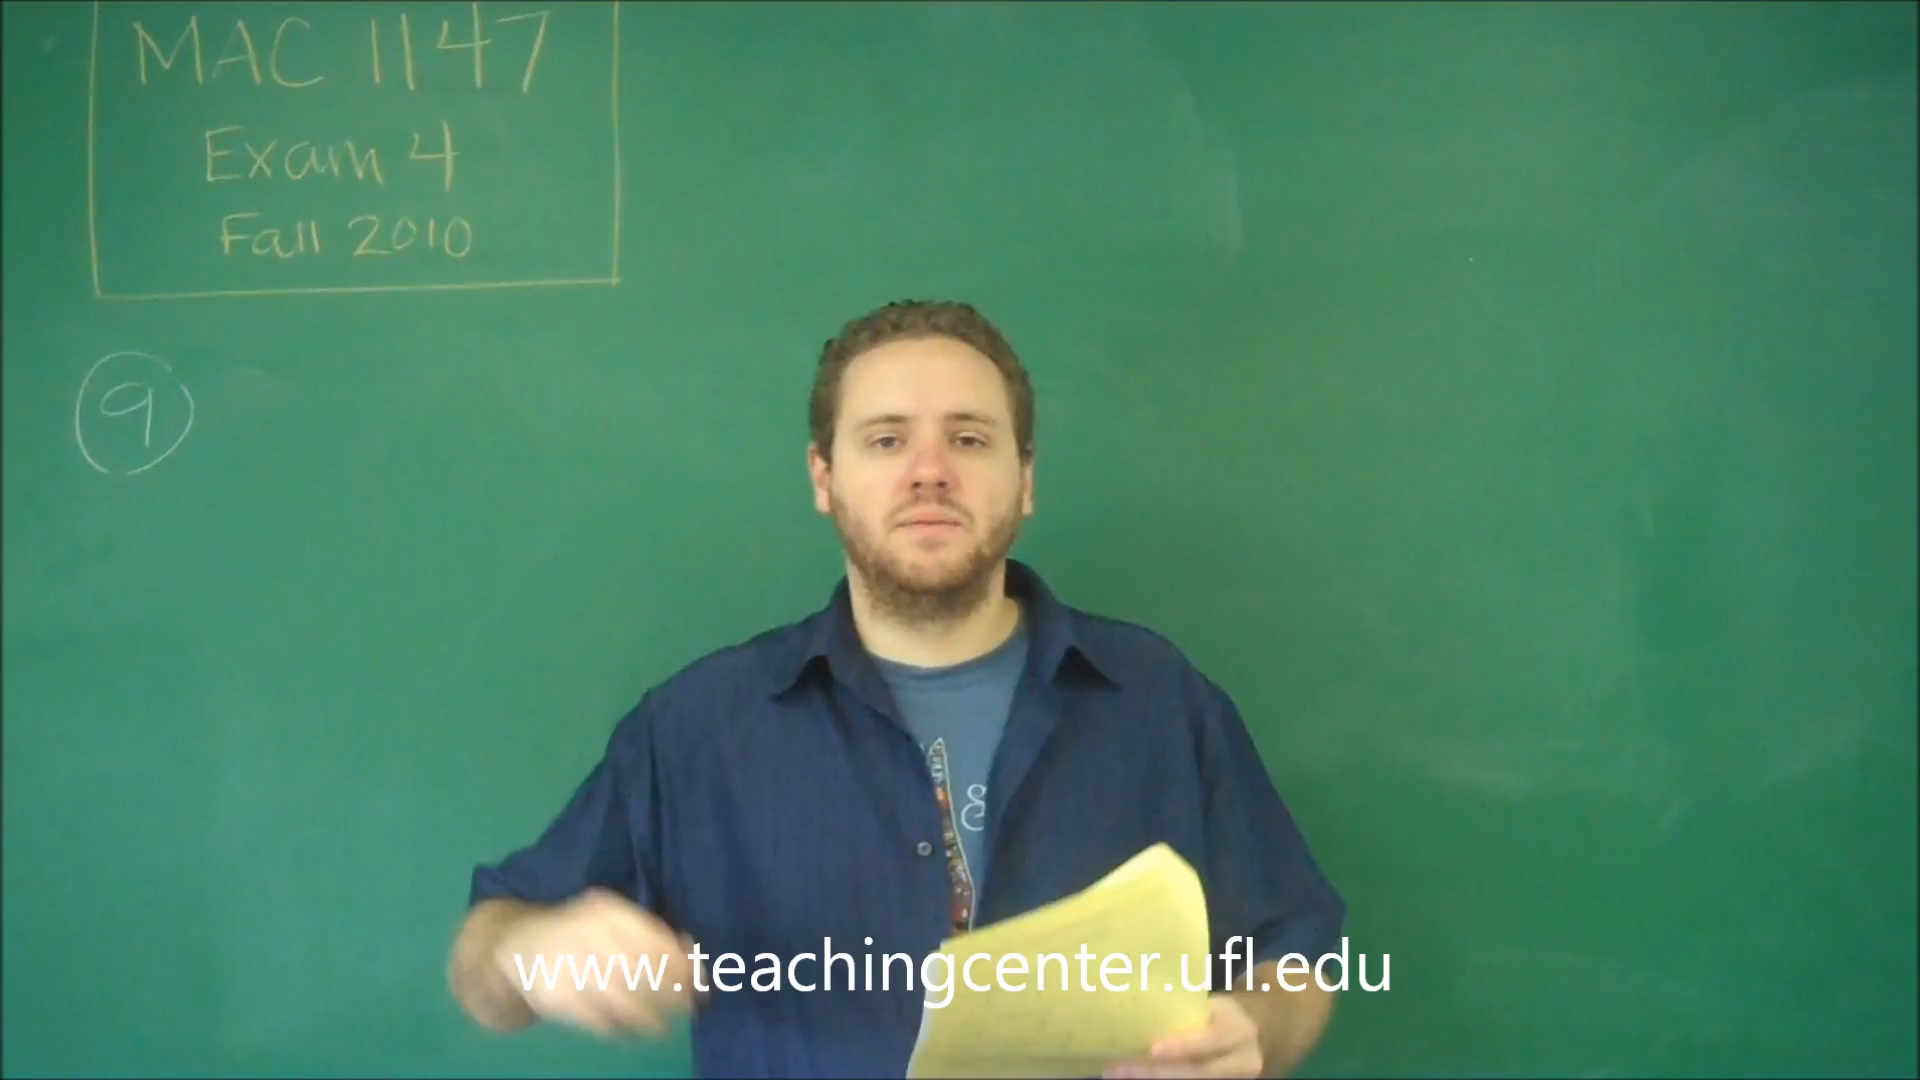 MAC 1147
Exam 4
Fall 2010
9
www.teachingcenter.ufl.edu